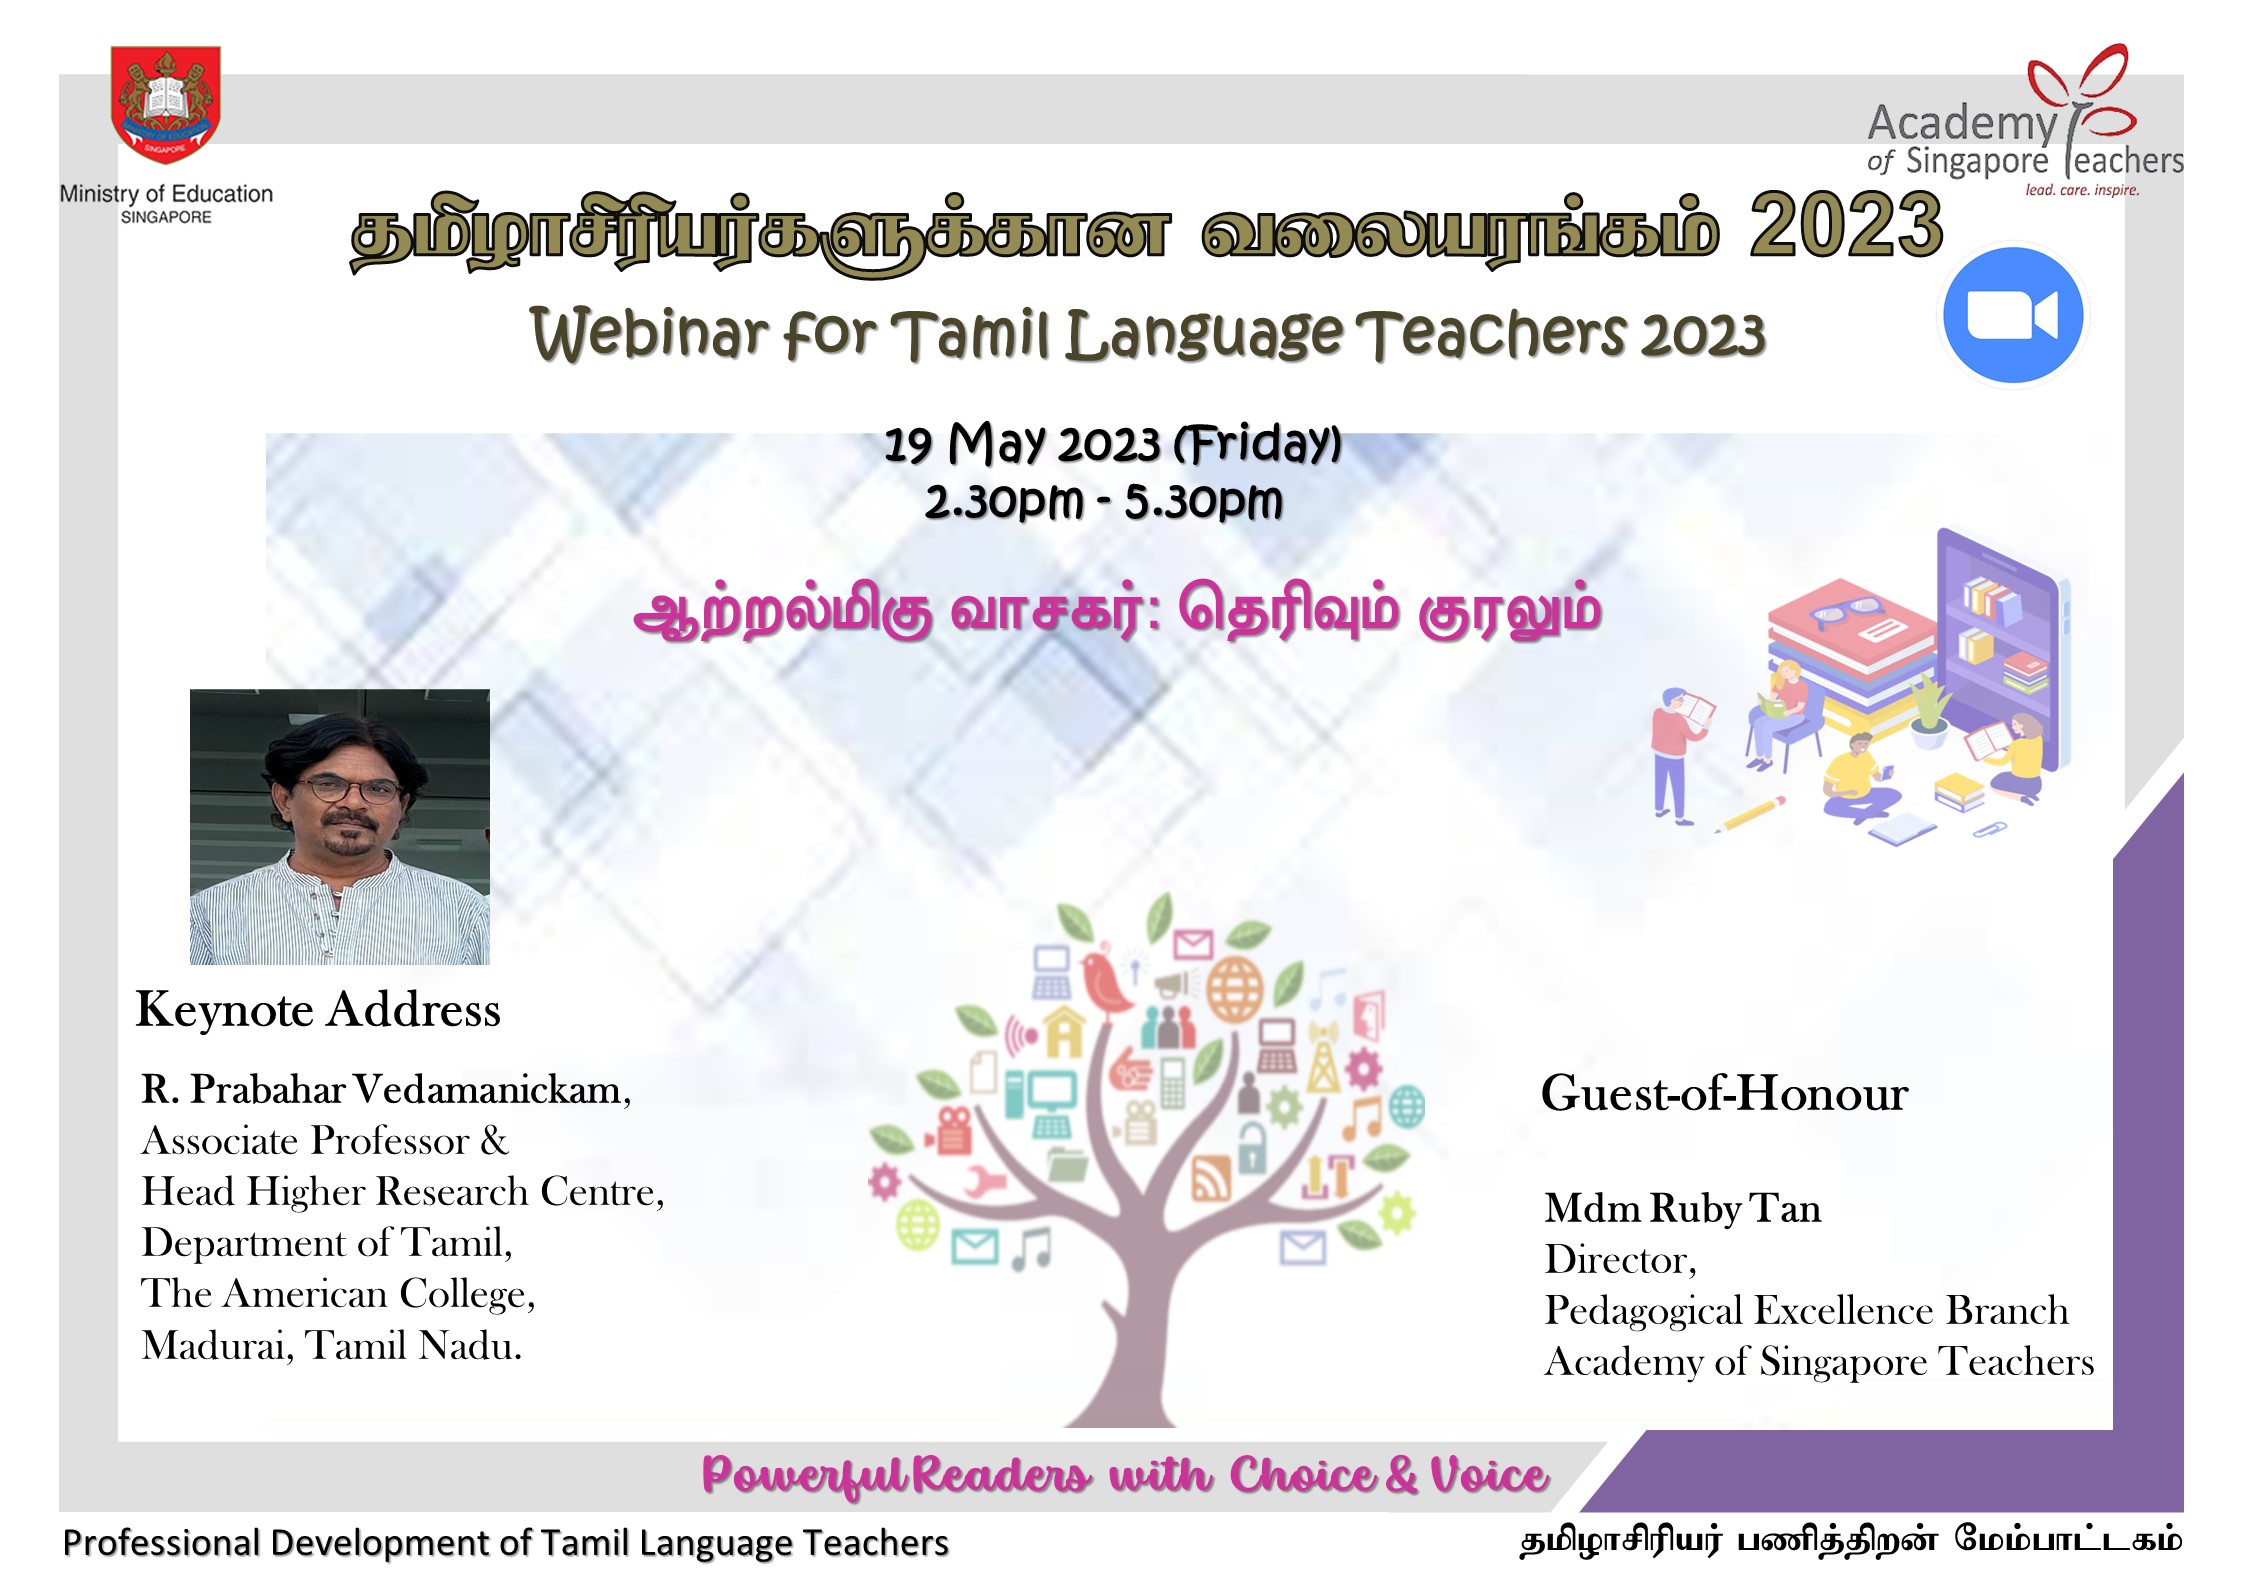 Ministry of Education
SINGAPORE
MINISTRY OF EDUCATION
SINGAPORE
Academy
of Singapore Teachers
lead. care. inspire.
தமிழாசிரியர்களுக்கான வலையரங்கம் 2023
Webinar for Tamil Language Teachers 2023
19 May 2023 (Friday)
2.30pm - 5.30pm
ஆற்றல்மிகு வாசகர்: தெரிவும் குரலும்
Keynote Address
R. Prabahar Vedamanickam,
Associate Professor &
Head Higher Research Centre,
Department of Tamil,
The American College,
Madurai, Tamil Nadu.
Guest-of-Honour
Mdm Ruby Tan
Director,
Pedagogical Excellence Branch
Academy of Singapore Teachers
Powerful Readers with Choice & Voice
Professional Development of Tamil Language Teachers
தமிழாசிரியர் பணித்திறன் மேம்பாட்டகம்